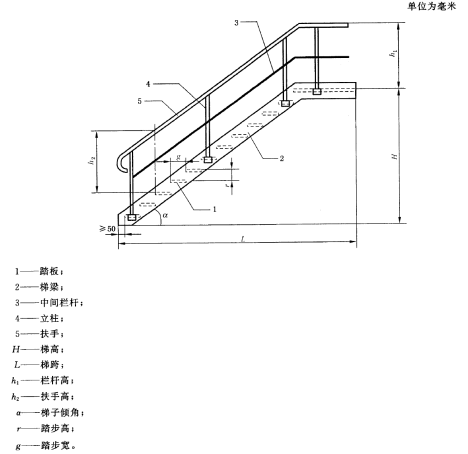 单位为毫米
3
h₁
4
5
h₂
g
H
2
r
1
α
≥50
L
1——踏板；
2——梯梁；
3——中间栏杆；
4——立柱；
5——扶手；
H——梯高；
L——梯跨；
h₁——栏杆高；
h₂——扶手高；
α——梯子倾角；
r——踏步高；
g——踏步宽。